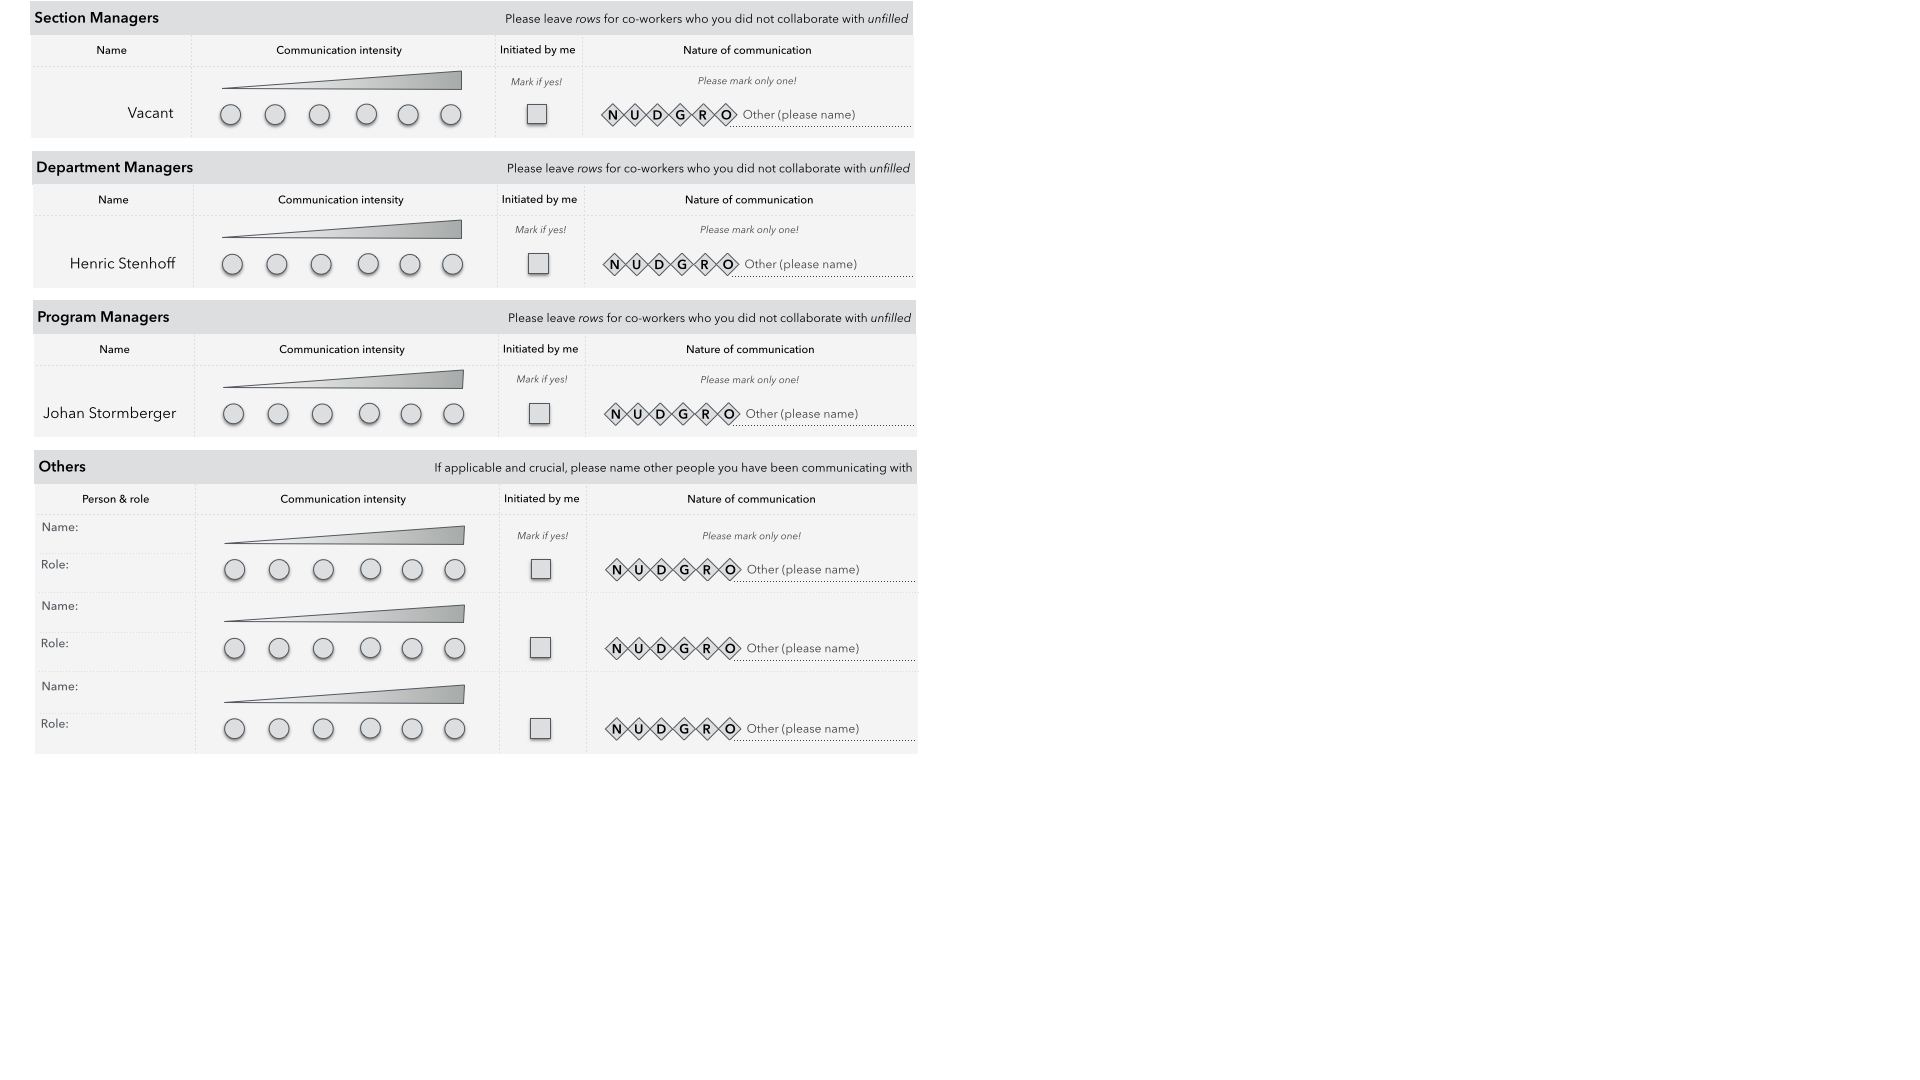 Section Managers Please leave rows for co-workers who you did not collaborate with unfilled
Name Communication intensity Initiated by me Nature of communication
Mark if yes! Please mark only one!
Vacant N U D G R O Other (please name)
Department Managers Please leave rows for co-workers who you did not collaborate with unfilled
Name Communication intensity Initiated by me Nature of communication
Mark if yes! Please mark only one!
Henric Stenhoff N U D G R O Other (please name)
Program Managers Please leave rows for co-workers who you did not collaborate with unfilled
Name Communication intensity Initiated by me Nature of communication
Mark if yes! Please mark only one!
Johan Stormberger N U D G R O Other (please name)
Others If applicable and crucial, please name other people you have been communicating with
Person & role Communication intensity Initiated by me Nature of communication
Name:
Mark if yes! Please mark only one!
Role: N U D G R O Other (please name)
Name:
Role: N U D G R O Other (please name)
Name:
Role: N U D G R O Other (please name)